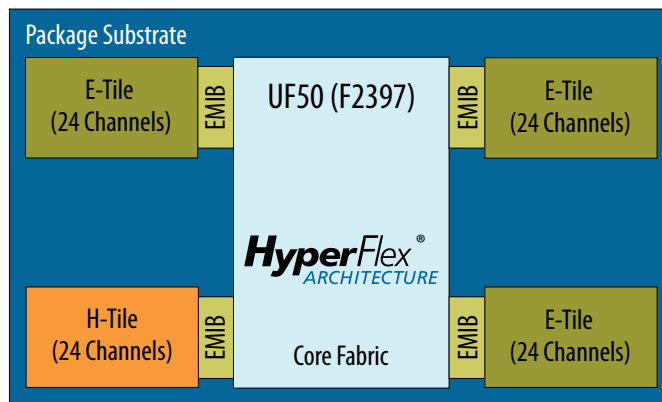 Package Substrate
E-Tile
(24 Channels)
EMIB
UF50 (F2397)
EMIB
E-Tile
(24 Channels)
HyperFlex®
ARCHITECTURE
H-Tile
(24 Channels)
EMIB
Core Fabric
EMIB
E-Tile
(24 Channels)